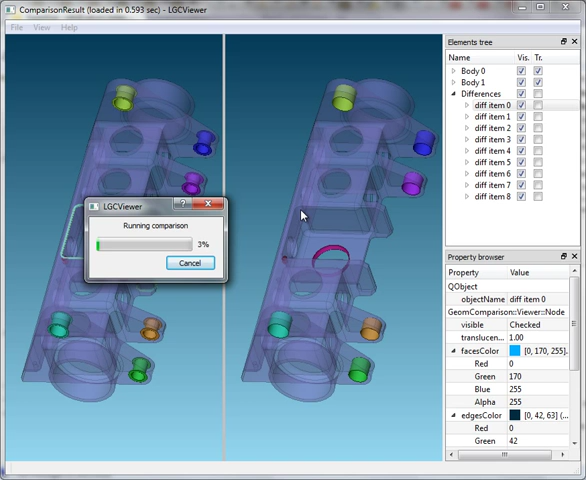 ComparisonResult (loaded in 0.593 sec) - LGCViewer
File View Help
Elements tree
Name Vis. Tr.
Body 0
Body 1
Differences
diff item 0
diff item 1
diff item 2
diff item 3
diff item 4
diff item 5
diff item 6
diff item 7
diff item 8
LGCViewer
Running comparison
3%
Cancel
Property browser
Property Value
QObject
objectName diff item 0
GeomComparison::Viewer::Node
visible Checked
translucen... 1.00
facesColor [0, 170, 255]...
Red 0
Green 170
Blue 255
Alpha 255
edgesColor [0, 42, 63] (...
Red 0
Green 42